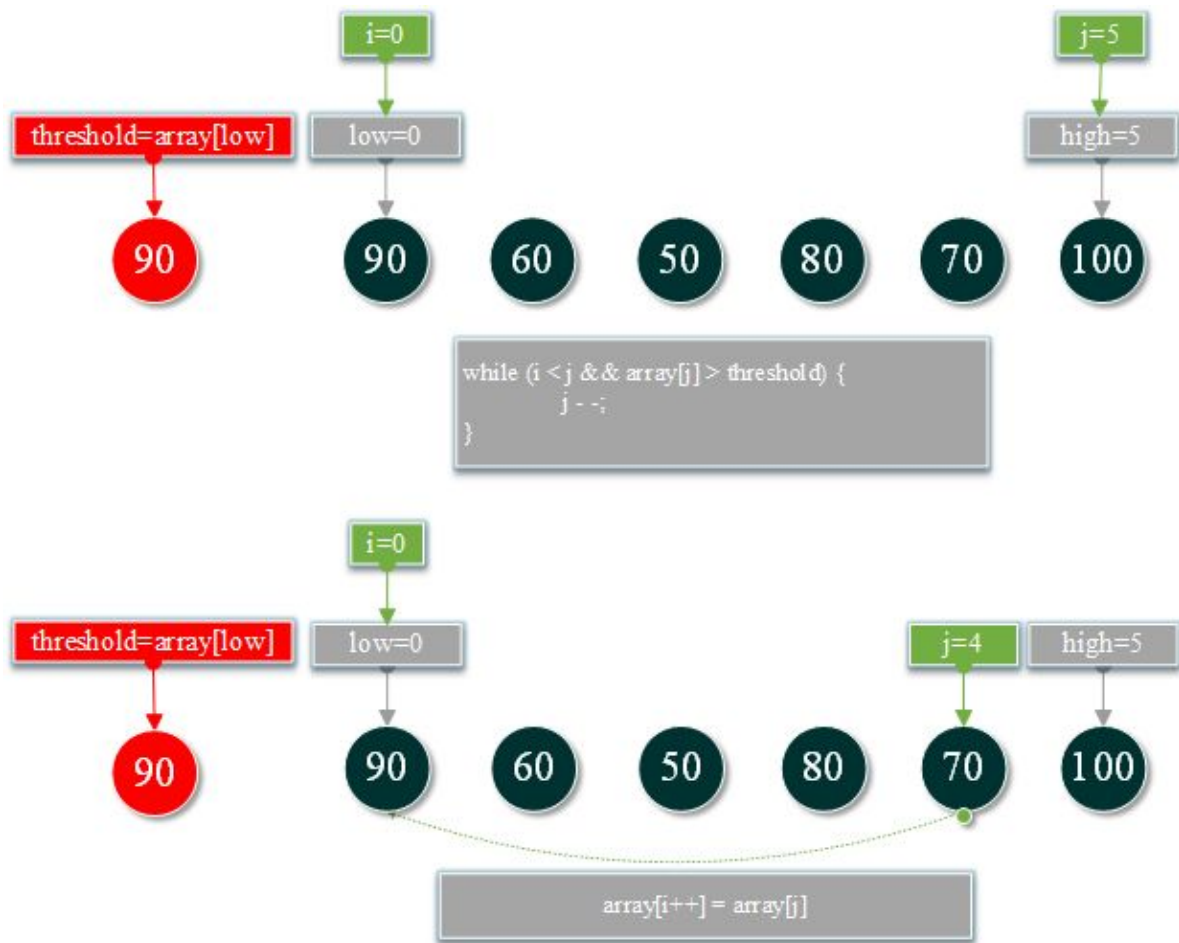 i=0 j=5
threshold=array[low] low=0 high=5
90 90 60 50 80 70 100
while (i < j && array[j] > threshold) {
j - -;
}
i=0
threshold=array[low] low=0 j=4 high=5
90 90 60 50 80 70 100
array[i++] = array[j]